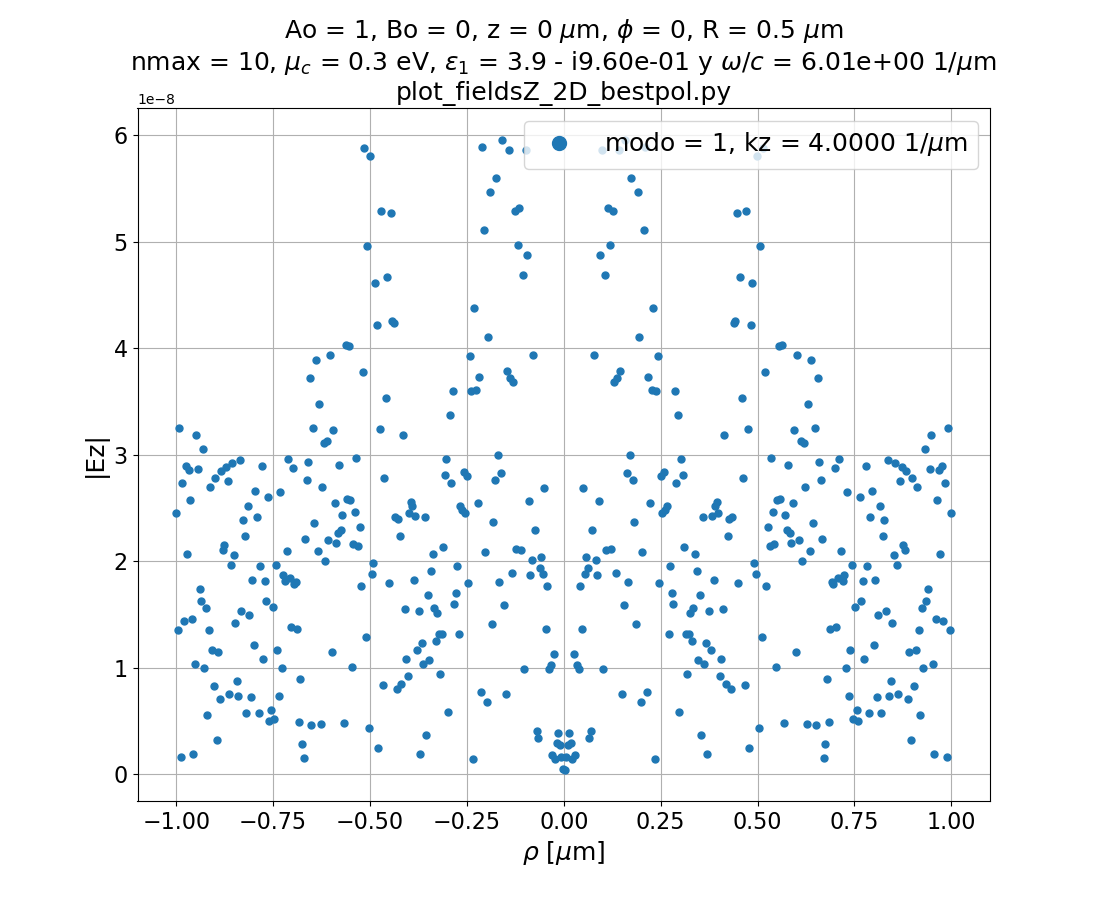 Ao = 1, Bo = 0, z = 0 μm, ϕ = 0, R = 0.5 μm
nmax = 10, μc = 0.3 eV, ε1 = 3.9 - i9.60e-01 y ω/c = 6.01e+00 1/μm
plot_fieldsZ_2D_bestpol.py
1e−8
modo = 1, kz = 4.0000 1/μm
6
5
4
3
2
1
0
|Ez|
−1.00 −0.75 −0.50 −0.25 0.00 0.25 0.50 0.75 1.00
ρ [μm]